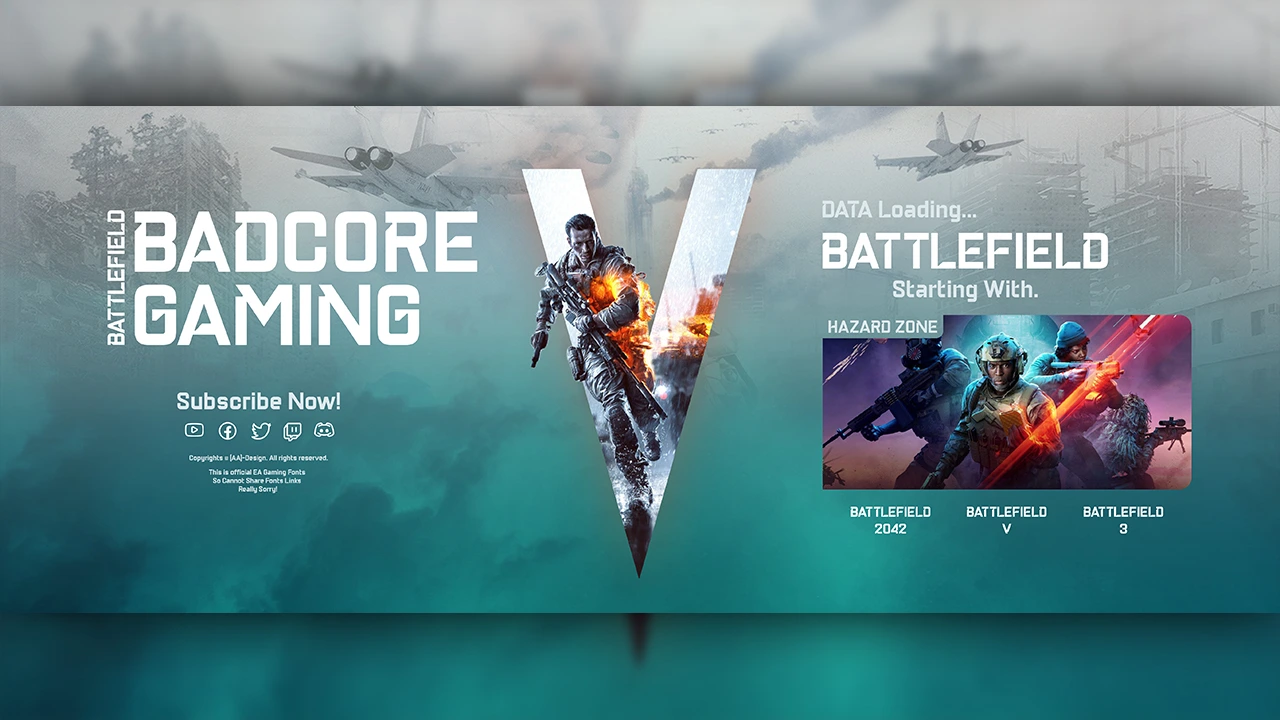 BATTLEFIELD
BADCORE
GAMING
Subscribe Now!
Copyrights = [A.A]-Design. All rights reserved.
This is official EA Gaming Fonts
So Cannot Share Fonts Links
Really Sorry!
V
DATA Loading...
BATTLEFIELD
Starting With.
HAZARD ZONE
BATTLEFIELD
2042
BATTLEFIELD
V
BATTLEFIELD
3